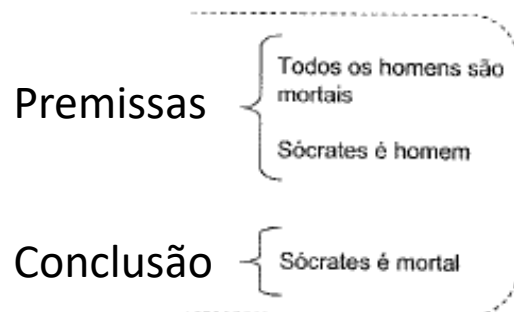 Premissas
Todos os homens são
mortais
Sócrates é homem
Conclusão
Sócrates é mortal